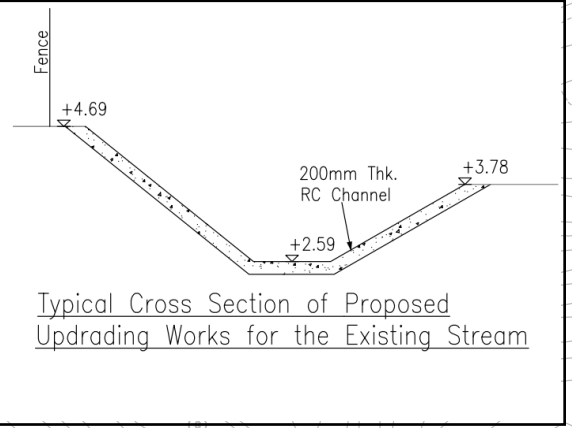 Fence
+4.69
200mm Thk.
RC Channel
+3.78
+2.59
Typical Cross Section of Proposed
Updrading Works for the Existing Stream